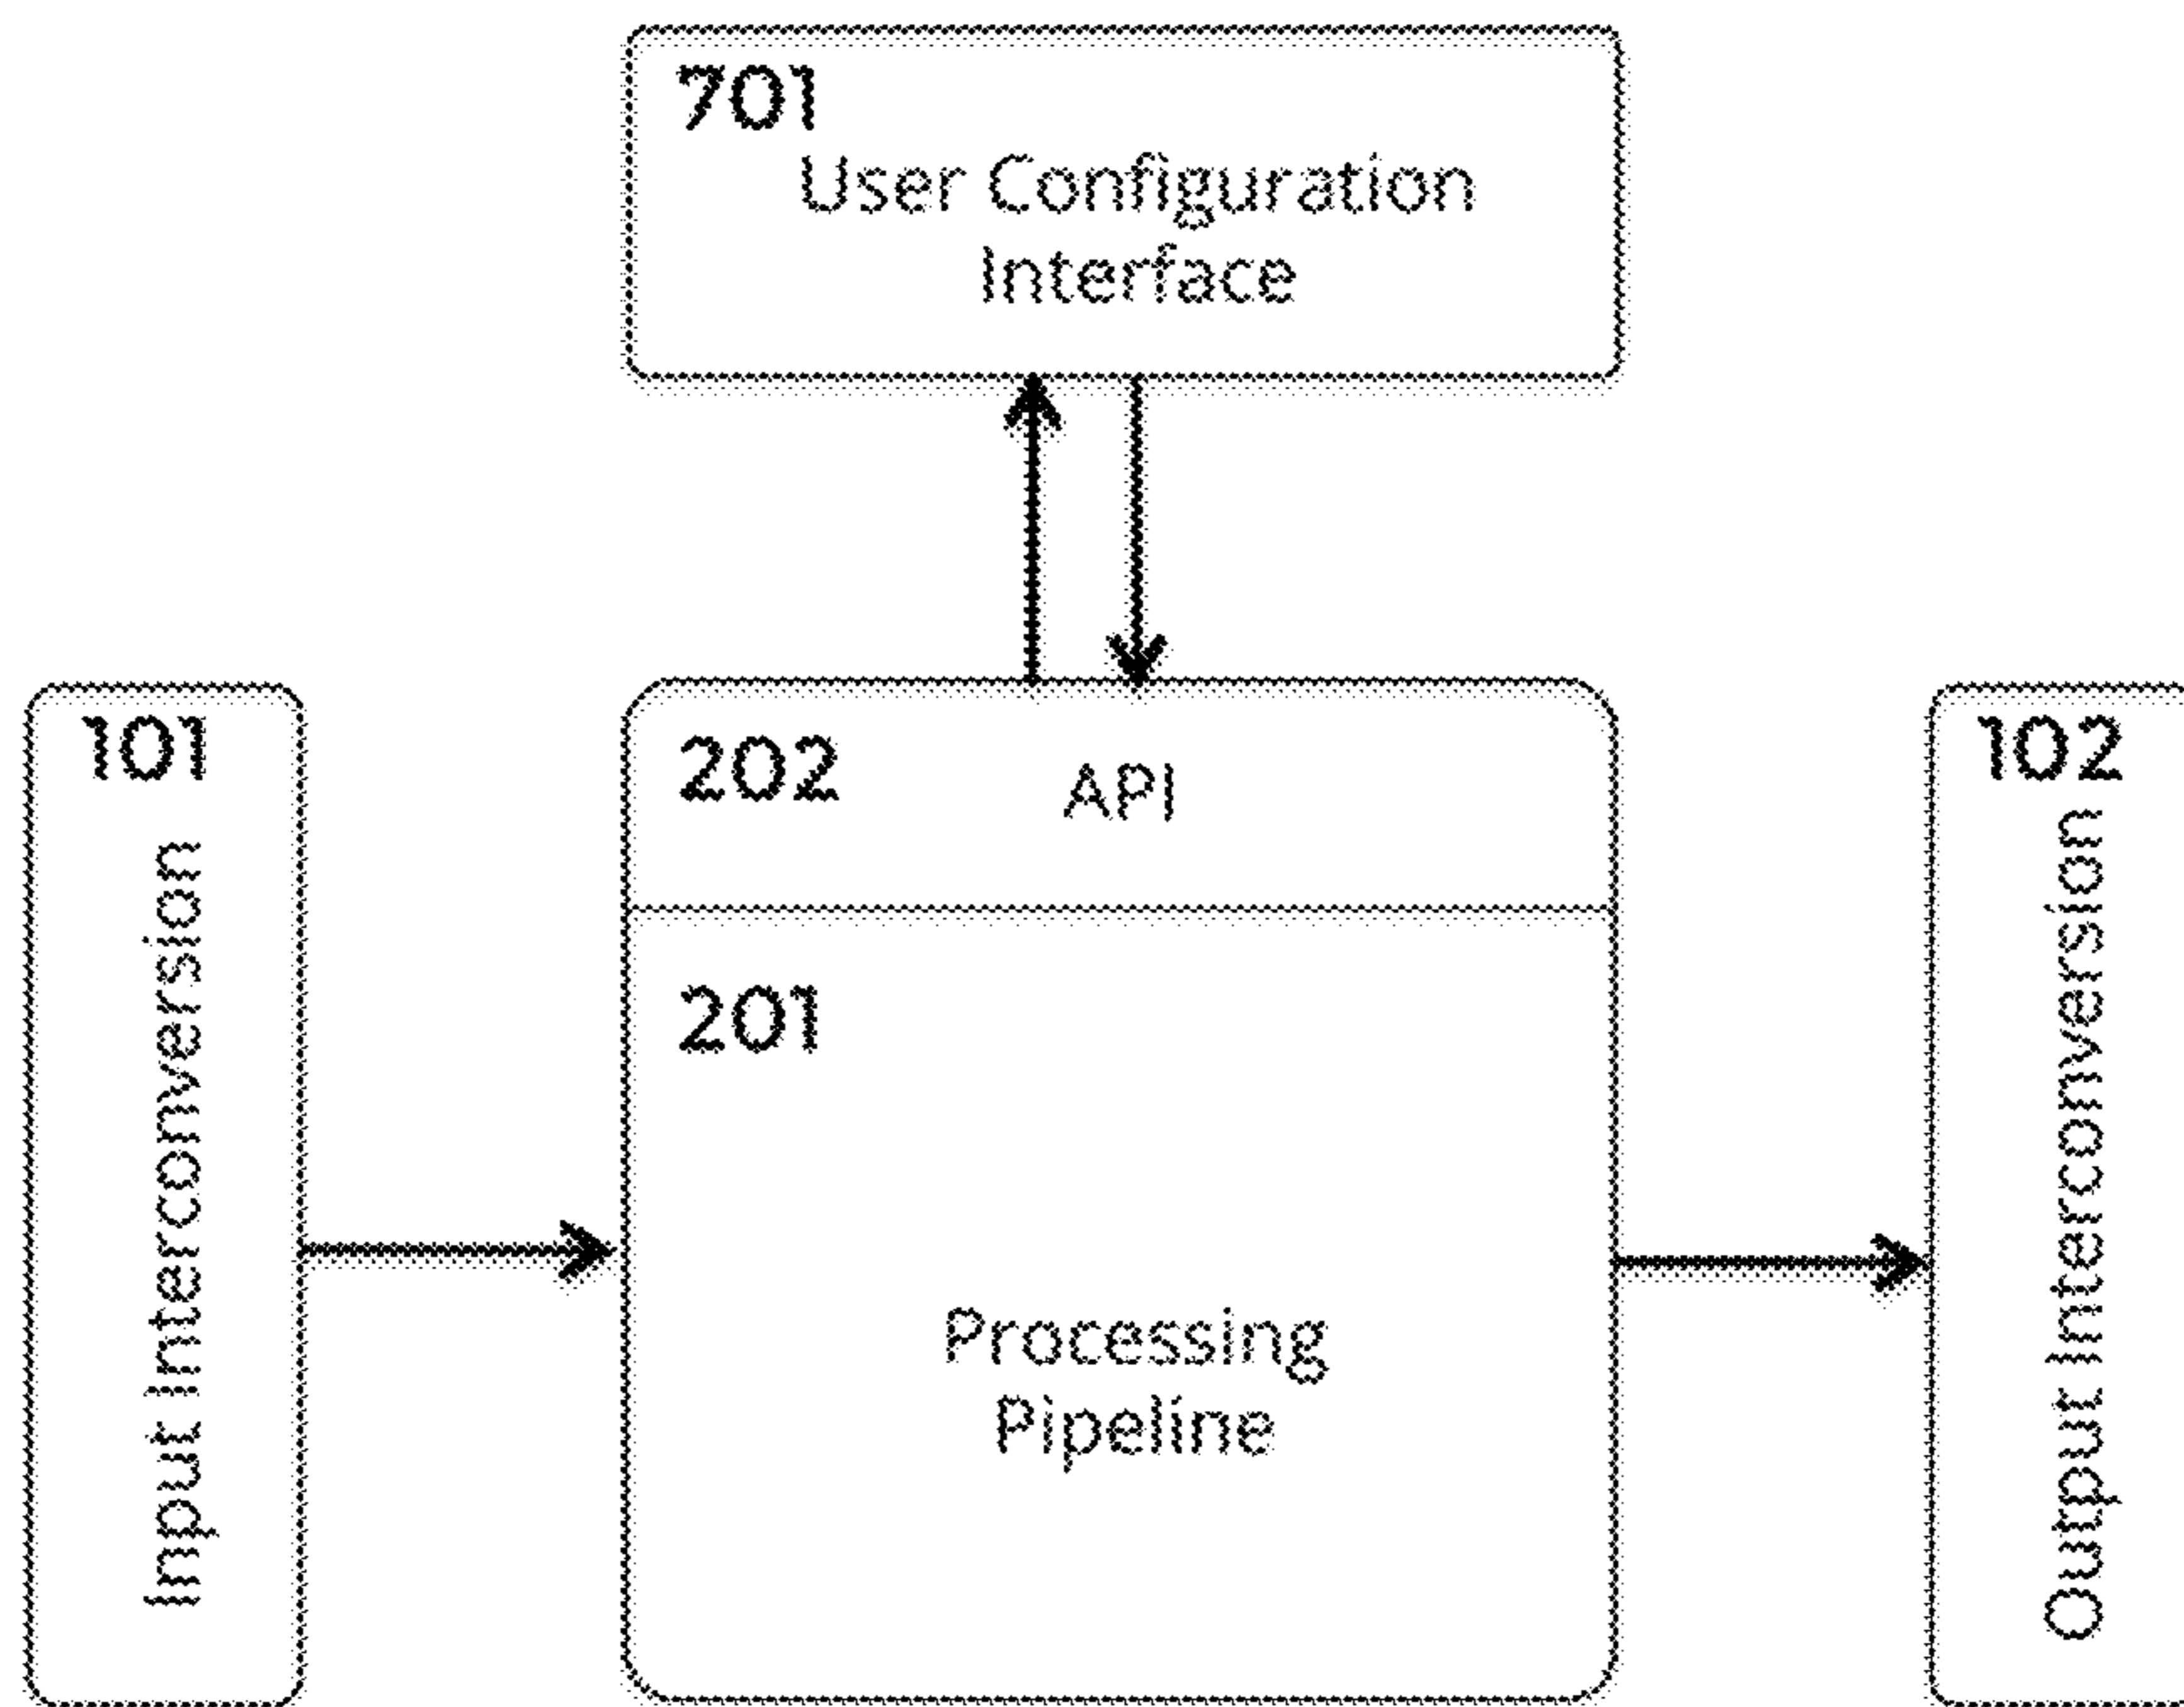 701
User Configuration
Interface
101
Input Interconversion
202
API
201
Processing
Pipeline
102
Output Interconversion